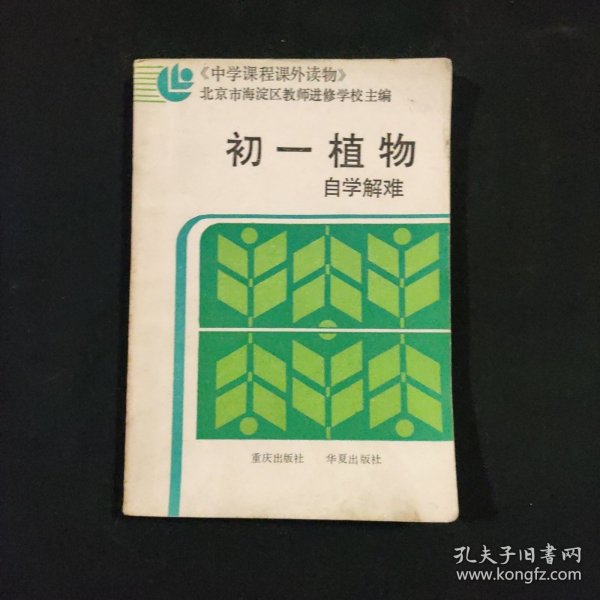 《中学课程课外读物》
北京市海淀区教师进修学校主编
初一植物
自学解难
重庆出版社 华夏出版社
孔夫子旧书网
www.kongfz.com